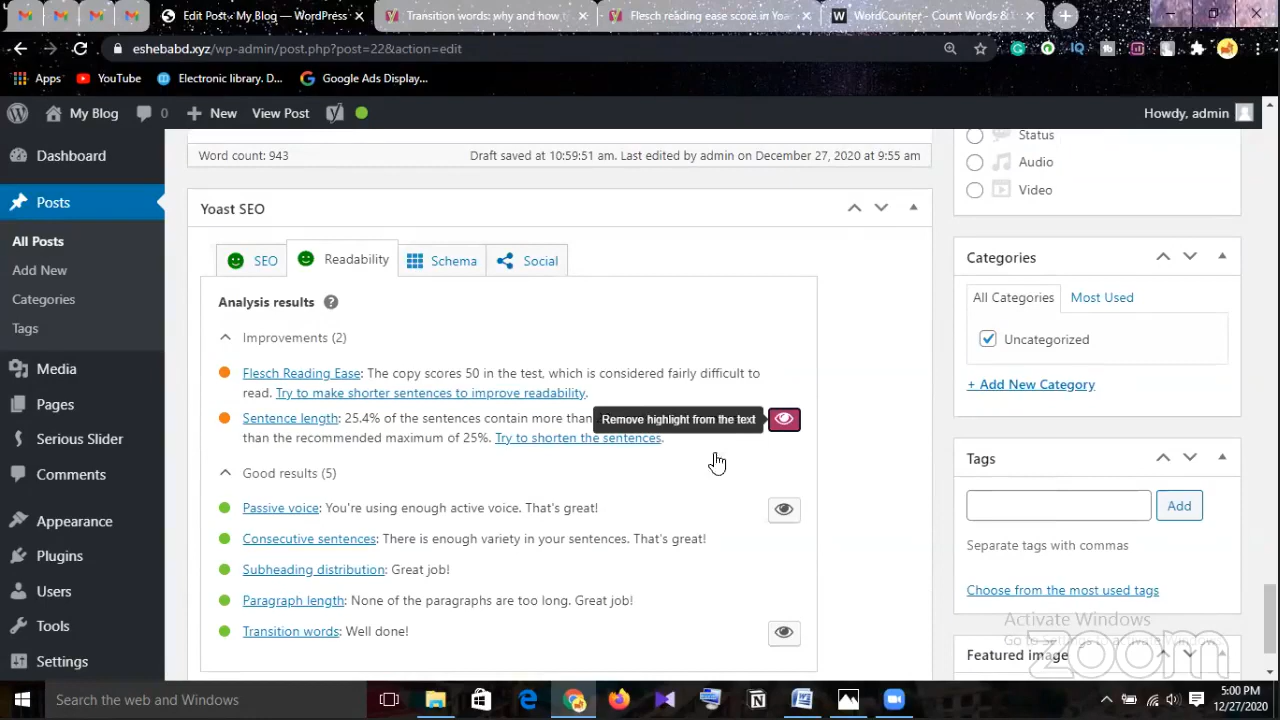 Edit Post ‹ My Blog — WordPress
Transition words: why and how
Flesch reading ease score in Yoa
WordCounter - Count Words &
eshebabd.xyz/wp-admin/post.php?post=22&action=edit
Apps YouTube Electronic library. D... Google Ads Display...
My Blog 0 New View Post Howdy, admin
Dashboard
Posts
All Posts
Add New
Categories
Tags
Media
Pages
Serious Slider
Comments
Appearance
Plugins
Users
Tools
Settings
Word count: 943 Draft saved at 10:59:51 am. Last edited by admin on December 27, 2020 at 9:55 am
Yoast SEO
SEO Readability Schema Social
Analysis results
Improvements (2)
Flesch Reading Ease: The copy scores 50 in the test, which is considered fairly difficult to
read. Try to make shorter sentences to improve readability.
Sentence length: 25.4% of the sentences contain more than
Remove highlight from the text
than the recommended maximum of 25%. Try to shorten the sentences.
Good results (5)
Passive voice: You're using enough active voice. That's great!
Consecutive sentences: There is enough variety in your sentences. That's great!
Subheading distribution: Great job!
Paragraph length: None of the paragraphs are too long. Great job!
Transition words: Well done!
Status
Audio
Video
Categories
All Categories Most Used
Uncategorized
+ Add New Category
Tags
Add
Separate tags with commas
Choose from the most used tags
Activate Windows
Go to Settings to activate Windows.
Featured image
zoom
Search the web and Windows
5:00 PM
12/27/2020